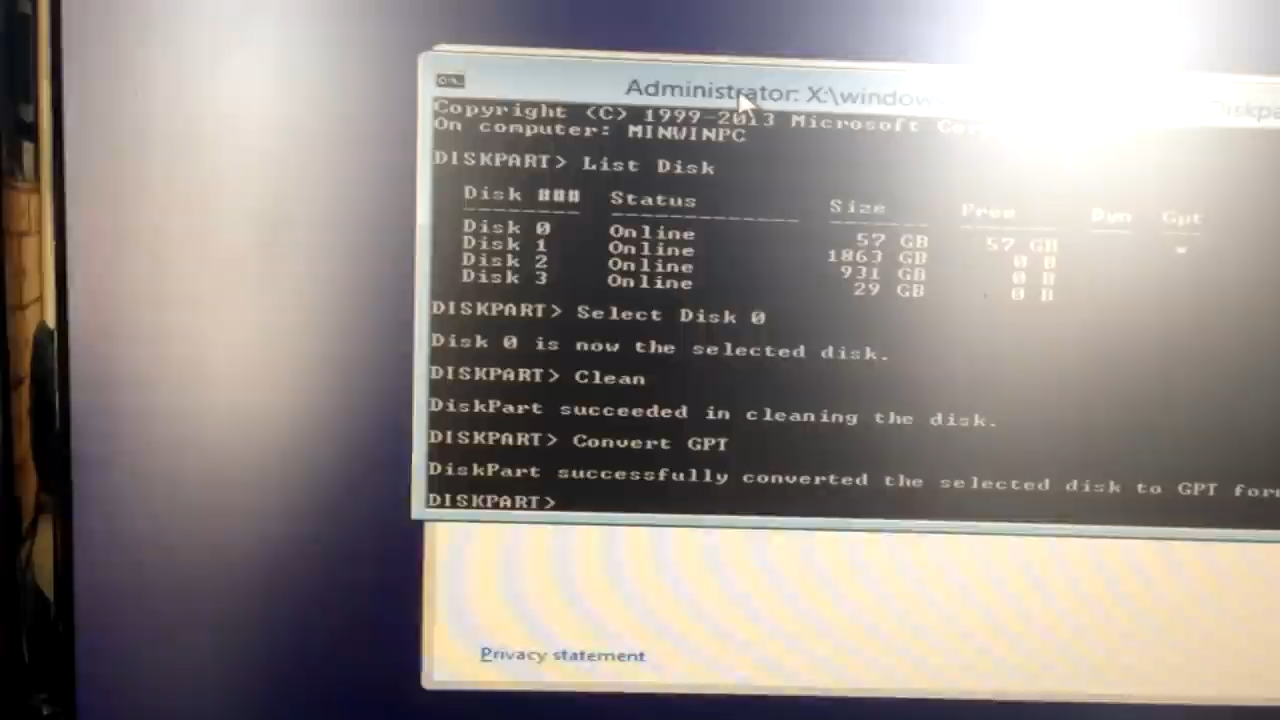 Administrator: X:\window
Copyright (C) 1999-2013 Microsoft
On computer: MINWINPC
DISKPART> List Disk
Disk ### Status Size Free Dyn Gpt
Disk 0 Online 57 GB 57 GB *
Disk 1 Online 1863 GB 0 B
Disk 2 Online 931 GB 0 B
Disk 3 Online 29 GB 0 B
DISKPART> Select Disk 0
Disk 0 is now the selected disk.
DISKPART> Clean
DiskPart succeeded in cleaning the disk.
DISKPART> Convert GPT
DiskPart successfully converted the selected disk to GPT for
DISKPART>
Privacy statement